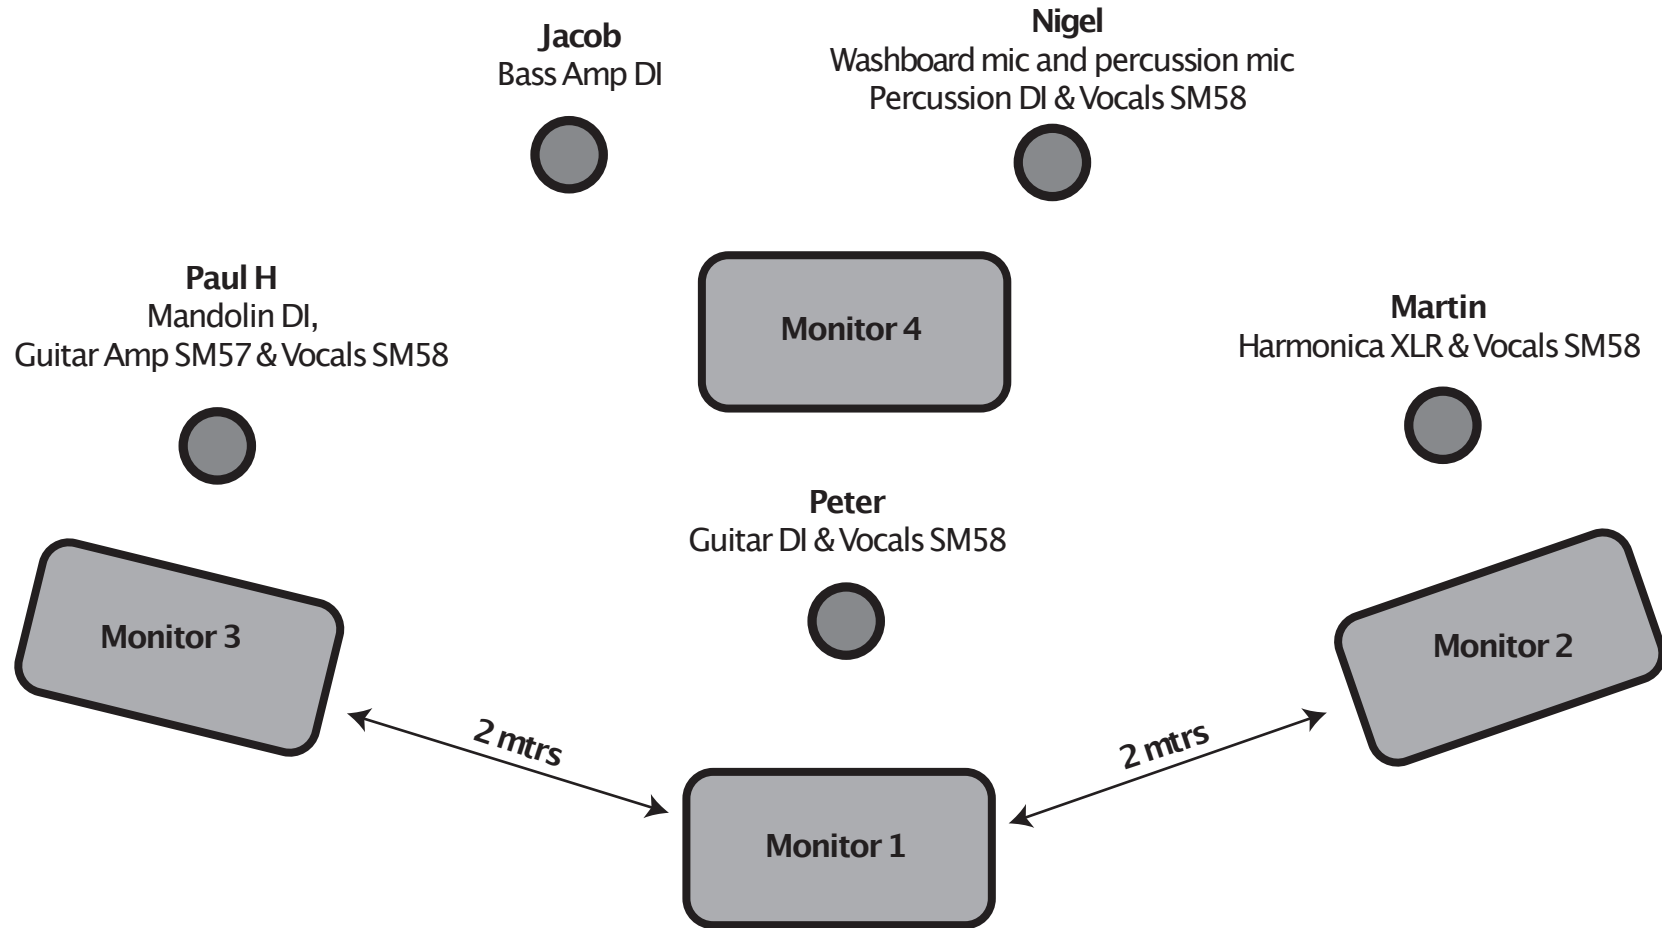 Jacob
Bass Amp DI
Nigel
Washboard mic and percussion mic
Percussion DI & Vocals SM58
Paul H
Mandolin DI,
Guitar Amp SM57 & Vocals SM58
Monitor 4
Martin
Harmonica XLR & Vocals SM58
Peter
Guitar DI & Vocals SM58
Monitor 3
Monitor 2
2 mtrs
2 mtrs
Monitor 1